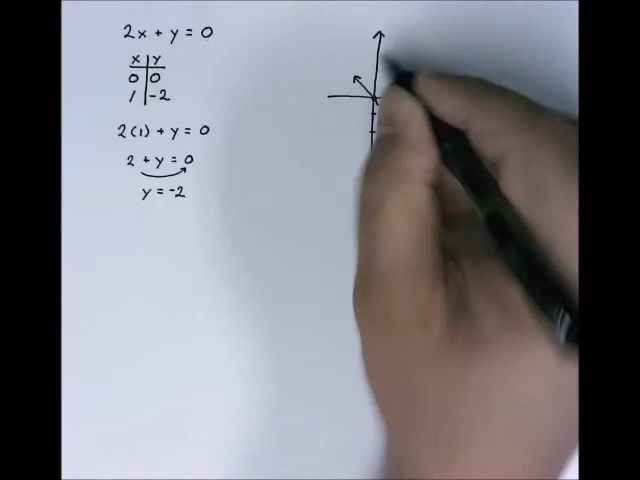 2x + y = 0
x | y
0 | 0
1 | -2
2(1) + y = 0
2 + y = 0
y = -2